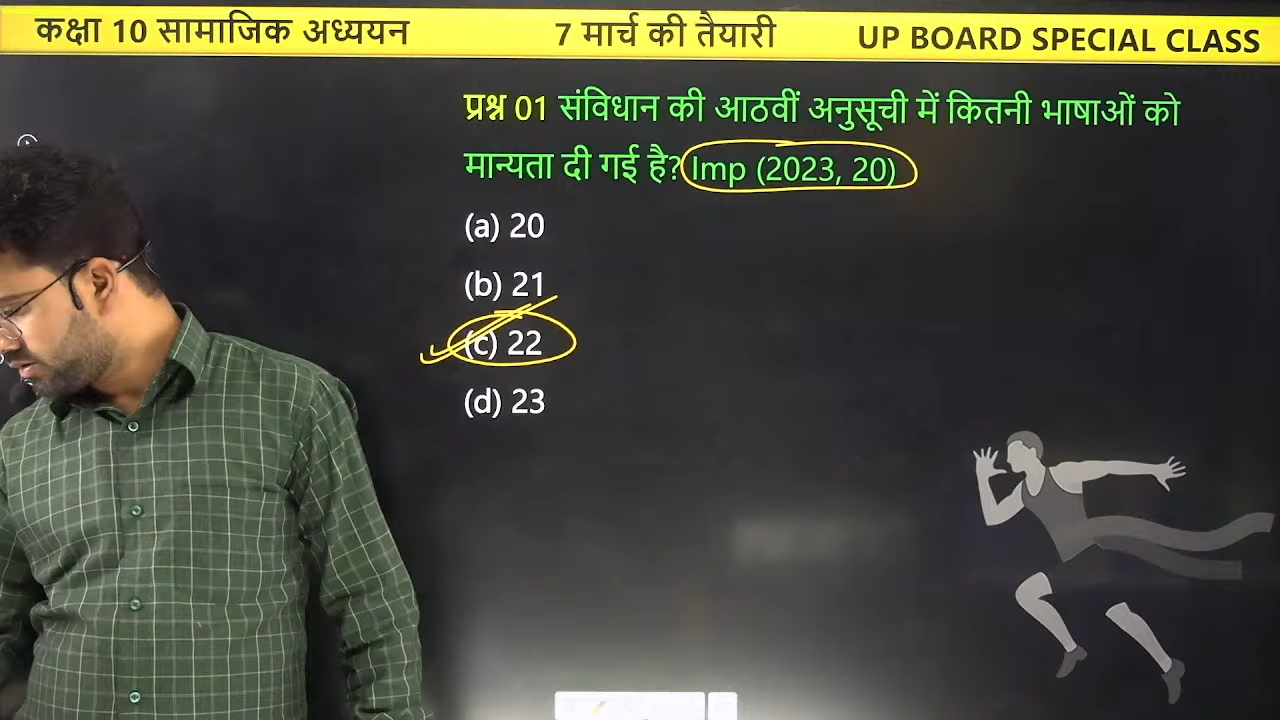 कक्षा 10 सामाजिक अध्ययन 7 मार्च की तैयारी UP BOARD SPECIAL CLASS
प्रश्न 01 संविधान की आठवीं अनुसूची में कितनी भाषाओं को
मान्यता दी गई है? Imp (2023, 20)
(a) 20
(b) 21
(c) 22
(d) 23